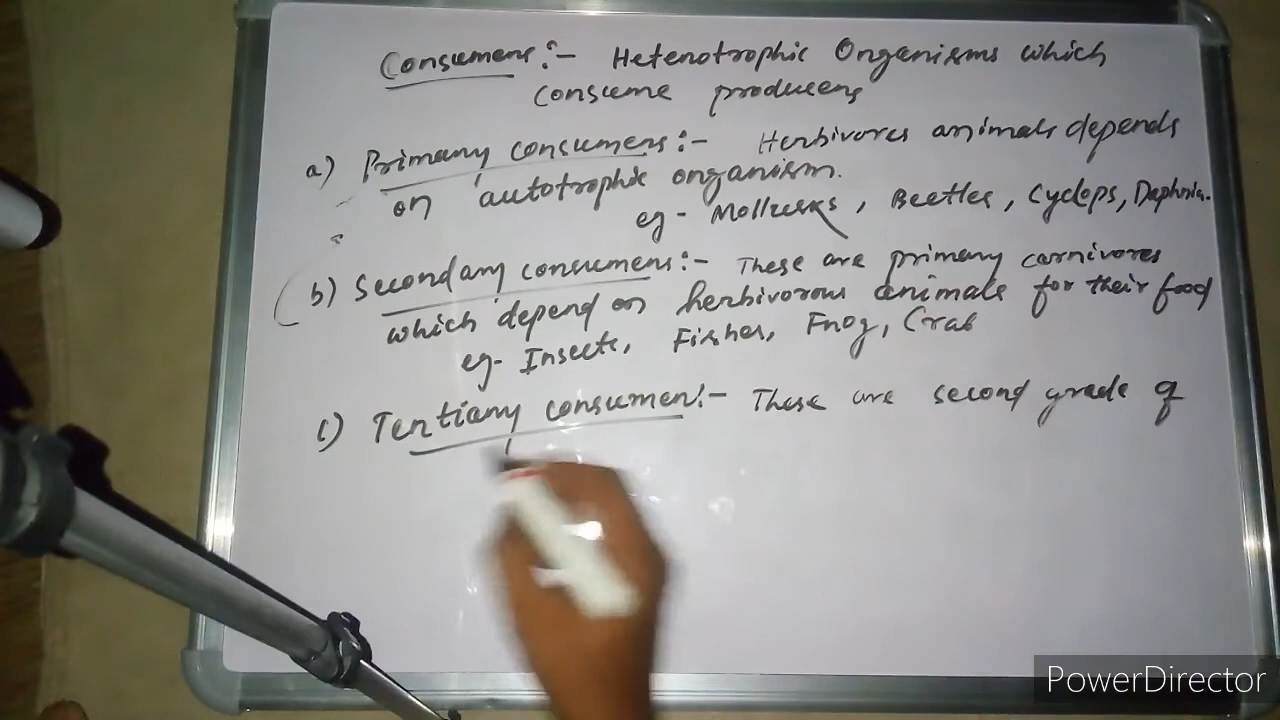 Consumers:- Heterotrophic Organisms which
consume producers
a) Primary consumers:- Herbivores animals depends
on autotrophic organism.
eg- Mollusks, Beetles, Cyclops, Daphnia.
b) Secondary consumers:- These are primary carnivores
which depend on herbivorous animals for their food
eg- Insects, Fishes, Frog, Crab
c) Tertiary consumer:- These are second grade of
PowerDirector